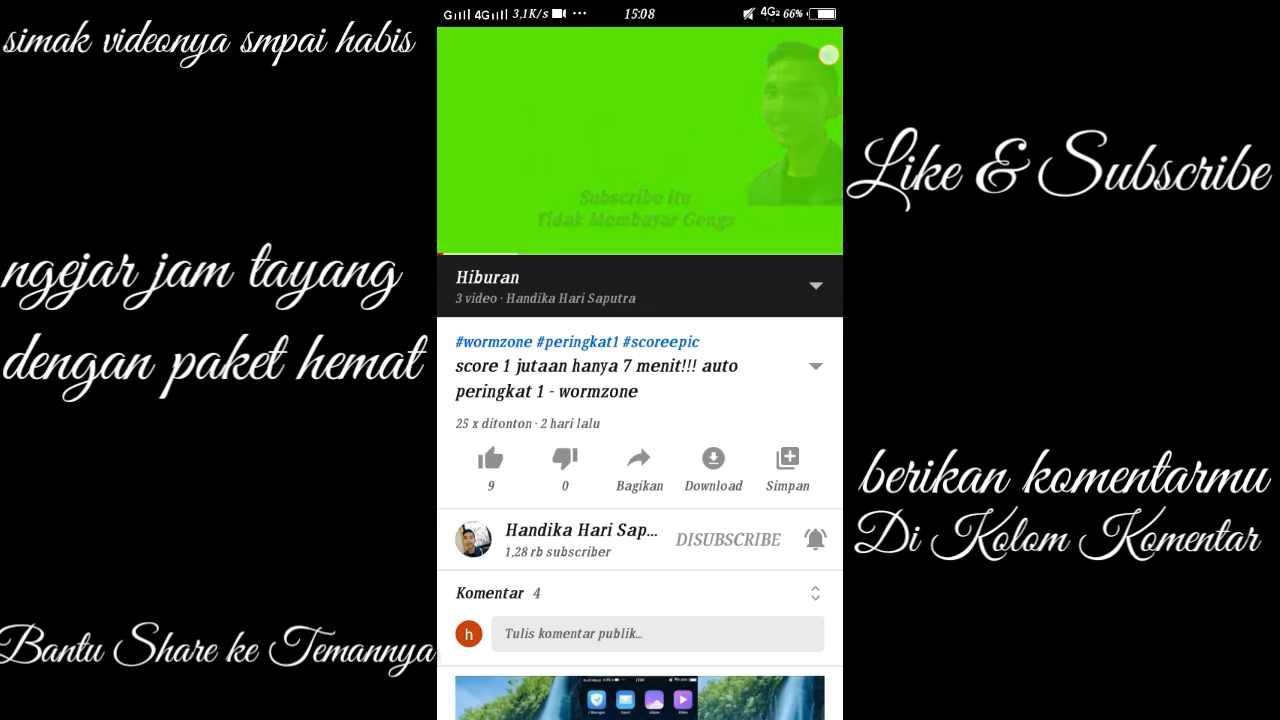 simak videonya smpai habis
ngejar jam tayang
dengan paket hemat
Bantu Share ke Temannya
G 4G 3,1K/s ··· 15:08 4G2 66%
Subscribe itu
Tidak Membayar Gengs
Hiburan
3 video · Handika Hari Saputra
#wormzone #peringkat1 #scoreepic
score 1 jutaan hanya 7 menit!!! auto
peringkat 1 - wormzone
25 x ditonton · 2 hari lalu
9 0 Bagikan Download Simpan
Handika Hari Sap... DISUBSCRIBE
1,28 rb subscriber
Komentar 4
h Tulis komentar publik...
Like & Subscribe
berikan komentarmu
Di Kolom Komentar